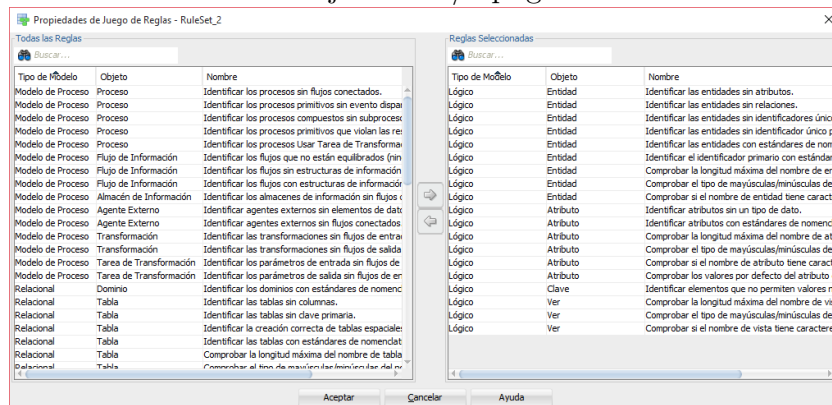 Propiedades de Juego de Reglas - RuleSet_2
Todas las Reglas
Buscar...
Tipo de Modelo Objeto Nombre
Modelo de Proceso Proceso Identificar los procesos sin flujos conectados.
Modelo de Proceso Proceso Identificar los procesos primitivos sin evento dispar
Modelo de Proceso Proceso Identificar los procesos compuestos sin subproceso
Modelo de Proceso Proceso Identificar los procesos primitivos que violan las re
Modelo de Proceso Proceso Identificar los procesos Usar Tarea de Transforma
Modelo de Proceso Flujo de Información Identificar los flujos que no están equilibrados (nin
Modelo de Proceso Flujo de Información Identificar los flujos sin estructuras de información
Modelo de Proceso Flujo de Información Identificar los flujos con estructuras de informació
Modelo de Proceso Almacén de Información Identificar los almacenes de información sin flujos
Modelo de Proceso Agente Externo Identificar agentes externos sin elementos de dato
Modelo de Proceso Agente Externo Identificar agentes externos sin flujos conectados
Modelo de Proceso Transformación Identificar las transformaciones sin flujos de entra
Modelo de Proceso Transformación Identificar las transformaciones sin flujos de salida
Modelo de Proceso Tarea de Transformación Identificar los parámetros de entrada sin flujos de
Modelo de Proceso Tarea de Transformación Identificar los parámetros de salida sin flujos de en
Relacional Dominio Identificar los dominios con estándares de nomenc
Relacional Tabla Identificar las tablas sin columnas.
Relacional Tabla Identificar las tablas sin clave primaria.
Relacional Tabla Identificar la creación correcta de tablas espaciale
Relacional Tabla Identificar las tablas con estándares de nomenclat
Relacional Tabla Comprobar la longitud máxima del nombre de tabla
Relacional Tabla Comprobar el tipo de mayúsculas/minúsculas del no
Reglas Seleccionadas
Buscar...
Tipo de Modelo Objeto Nombre
Lógico Entidad Identificar las entidades sin atributos.
Lógico Entidad Identificar las entidades sin relaciones.
Lógico Entidad Identificar las entidades sin identificadores únic
Lógico Entidad Identificar las entidades sin identificador único p
Lógico Entidad Identificar las entidades con estándares de nom
Lógico Entidad Identificar el identificador primario con estándar
Lógico Entidad Comprobar la longitud máxima del nombre de en
Lógico Entidad Comprobar el tipo de mayúsculas/minúsculas de
Lógico Entidad Comprobar si el nombre de entidad tiene caract
Lógico Atributo Identificar atributos sin un tipo de dato.
Lógico Atributo Identificar atributos con estándares de nomenc
Lógico Atributo Comprobar la longitud máxima del nombre de at
Lógico Atributo Comprobar el tipo de mayúsculas/minúsculas de
Lógico Atributo Comprobar si el nombre de atributo tiene carac
Lógico Atributo Comprobar los valores por defecto del atributo
Lógico Clave Identificar elementos que no permiten valores n
Lógico Ver Comprobar la longitud máxima del nombre de vis
Lógico Ver Comprobar el tipo de mayúsculas/minúsculas de
Lógico Ver Comprobar si el nombre de vista tiene caractere
Aceptar Cancelar Ayuda